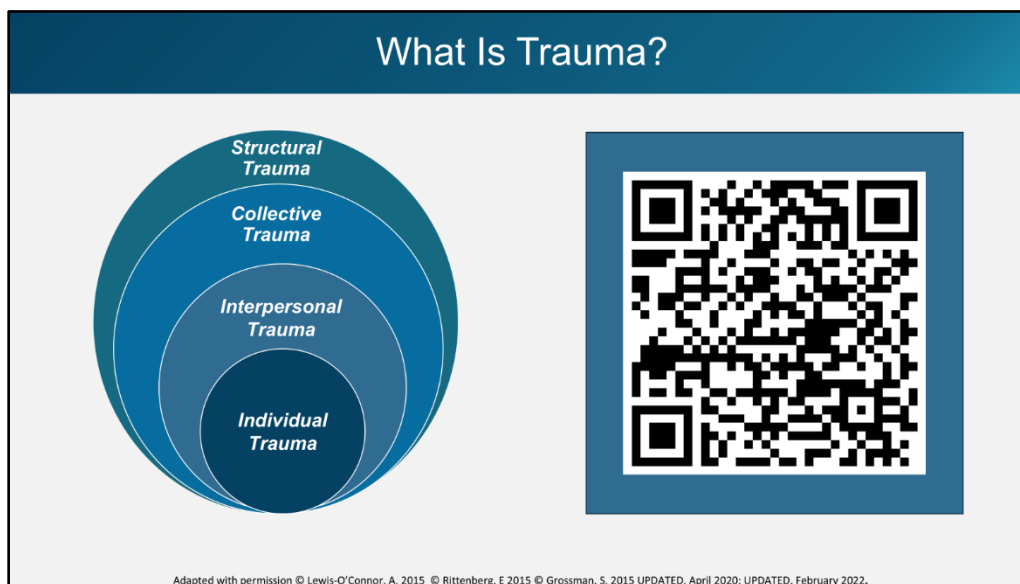 What Is Trauma?
Structural
Trauma
Collective
Trauma
Interpersonal
Trauma
Individual
Trauma
Adapted with permission © Lewis-O'Connor, A. 2015 © Rittenberg, E 2015 © Grossman, S. 2015 UPDATED, April 2020; UPDATED, February 2022.